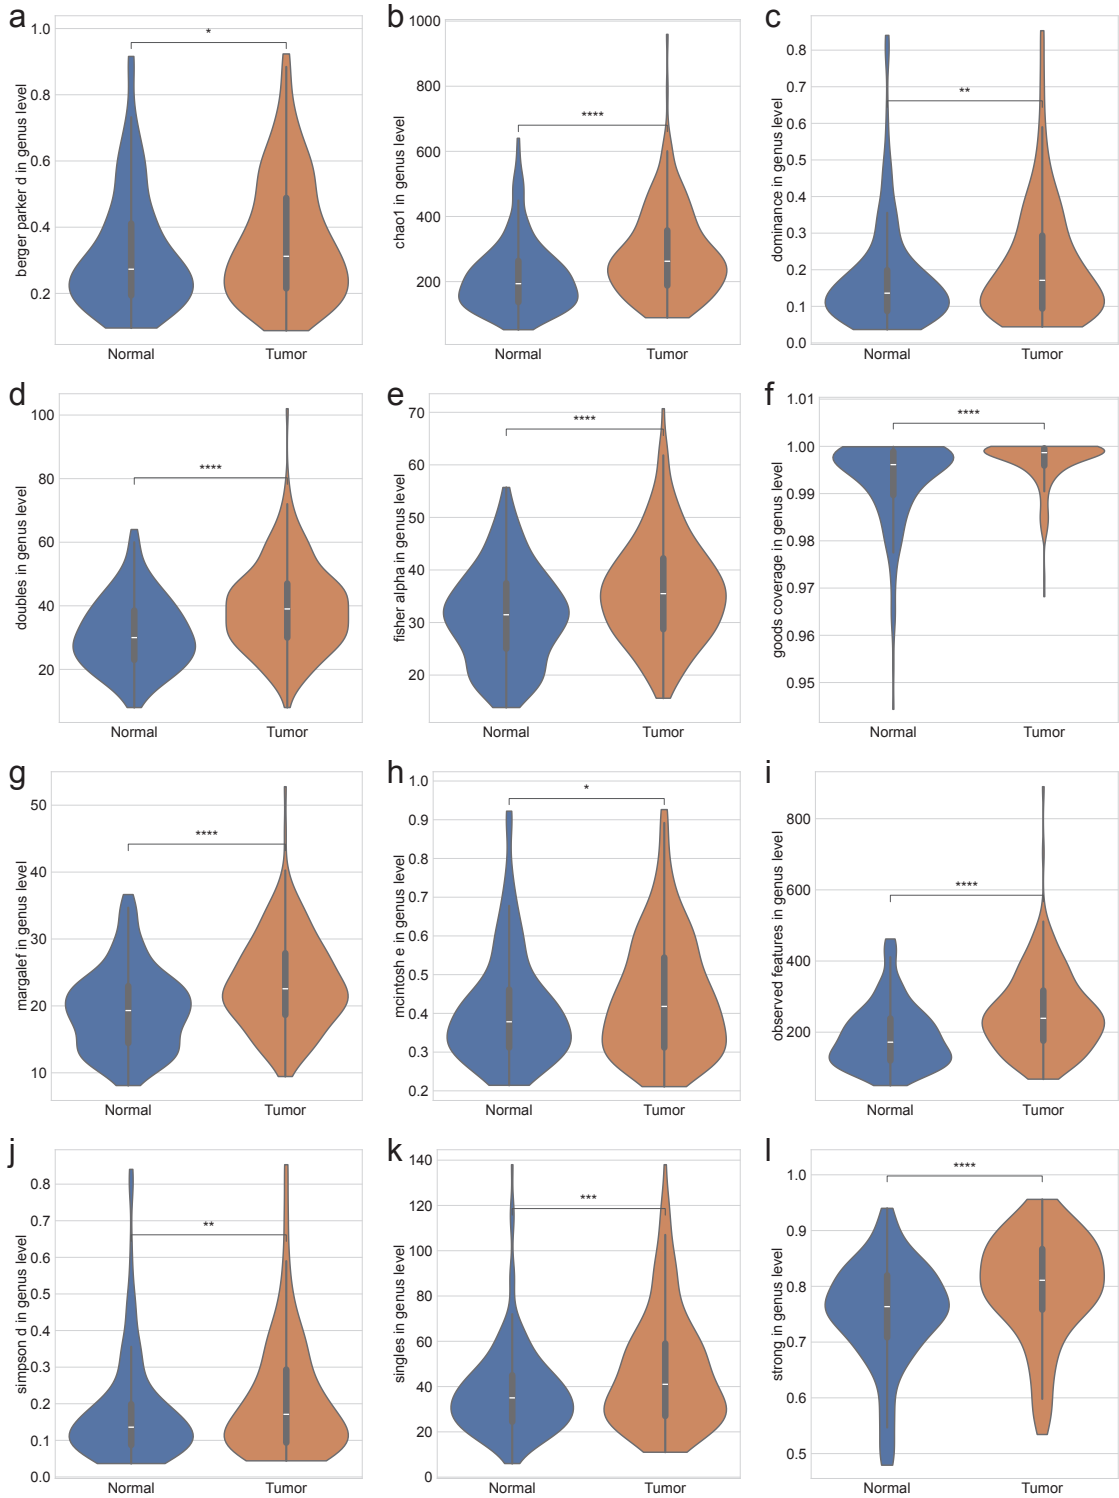 a
berger parker d in genus level
1.0
0.8
0.6
0.4
0.2
*
Normal
Tumor
b
chao1 in genus level
1000
800
600
400
200
****
Normal
Tumor
c
dominance in genus level
0.8
0.7
0.6
0.5
0.4
0.3
0.2
0.1
0.0
**
Normal
Tumor
d
doubles in genus level
100
80
60
40
20
****
Normal
Tumor
e
fisher alpha in genus level
70
60
50
40
30
20
****
Normal
Tumor
f
goods coverage in genus level
1.01
1.00
0.99
0.98
0.97
0.96
0.95
****
Normal
Tumor
g
margalef in genus level
50
40
30
20
10
****
Normal
Tumor
h
mcintosh e in genus level
1.0
0.9
0.8
0.7
0.6
0.5
0.4
0.3
0.2
*
Normal
Tumor
i
observed features in genus level
800
600
400
200
****
Normal
Tumor
j
simpson d in genus level
0.8
0.7
0.6
0.5
0.4
0.3
0.2
0.1
0.0
**
Normal
Tumor
k
singles in genus level
140
120
100
80
60
40
20
0
***
Normal
Tumor
l
strong in genus level
1.0
0.9
0.8
0.7
0.6
0.5
****
Normal
Tumor